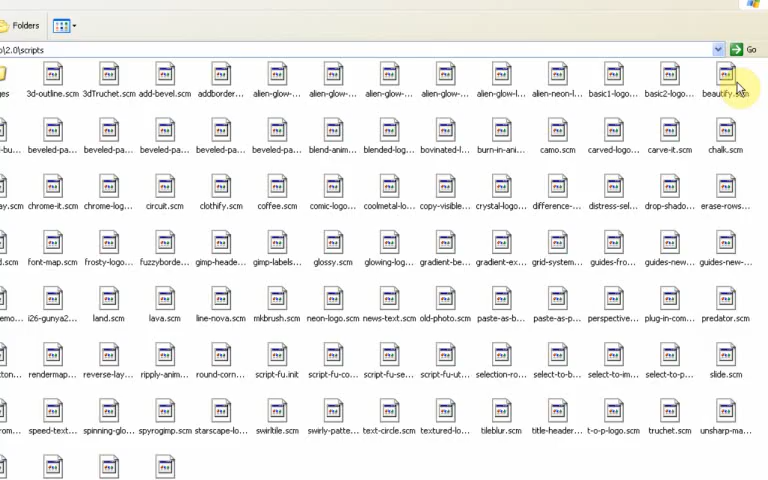 Folders
\2.0\scripts
Go
ges 3d-outline.scm 3dTruchet.scm add-bevel.scm addborder... alien-glow-... alien-glow-... alien-glow-... alien-glow-... alien-glow-l... alien-neon-l... basic1-logo... basic2-logo... beautify.scm
-bu... beveled-pa... beveled-pa... beveled-pa... beveled-pa... blend-anim... blended-log... bovinated-l... burn-in-ani... camo.scm carved-logo... carve-it.scm chalk.scm
ay.scm chrome-it.scm chrome-log... circuit.scm clothify.scm coffee.scm comic-logo... coolmetal-lo... copy-visible... crystal-logo... difference-... distress-sel... drop-shado... erase-rows...
d.scm font-map.scm frosty-logo... fuzzyborde... gimp-heade... gimp-labels... glossy.scm glowing-log... gradient-be... gradient-ex... grid-system... guides-fro... guides-new... guides-new-...
emo... i26-gunya2... land.scm lava.scm line-nova.scm mkbrush.scm neon-logo.scm news-text.scm old-photo.scm paste-as-b... paste-as-p... perspective... plug-in-com... predator.scm
ton... rendermap... reverse-lay... ripply-anim... round-corn... script-fu.init script-fu-co... script-fu-se... script-fu-ut... selection-ro... select-to-b... select-to-im... select-to-p... slide.scm
rom... speed-text... spinning-glo... spyrogimp.scm starscape-lo... swirltile.scm swirly-patte... text-circle.scm textured-lo... tileblur.scm title-header... t-o-p-logo.scm truchet.scm unsharp-ma...